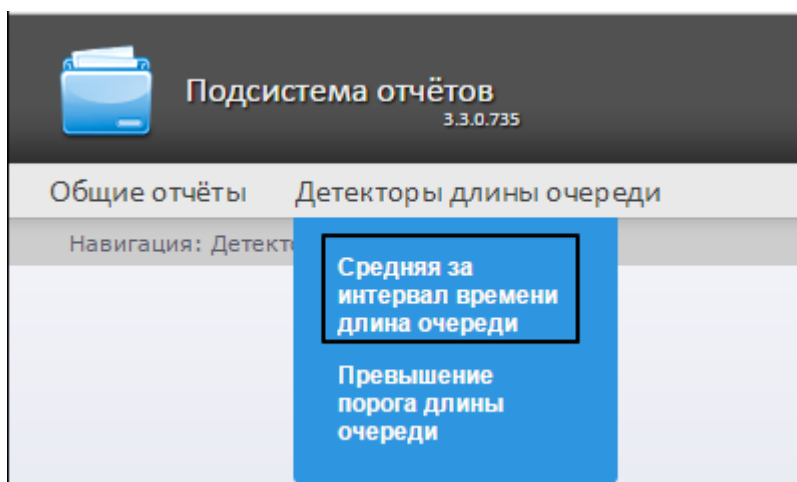 Подсистема отчётов
3.3.0.735
Общие отчёты Детекторы длины очереди
Навигация: Детект
Средняя за
интервал времени
длина очереди
Превышение
порога длины
очереди